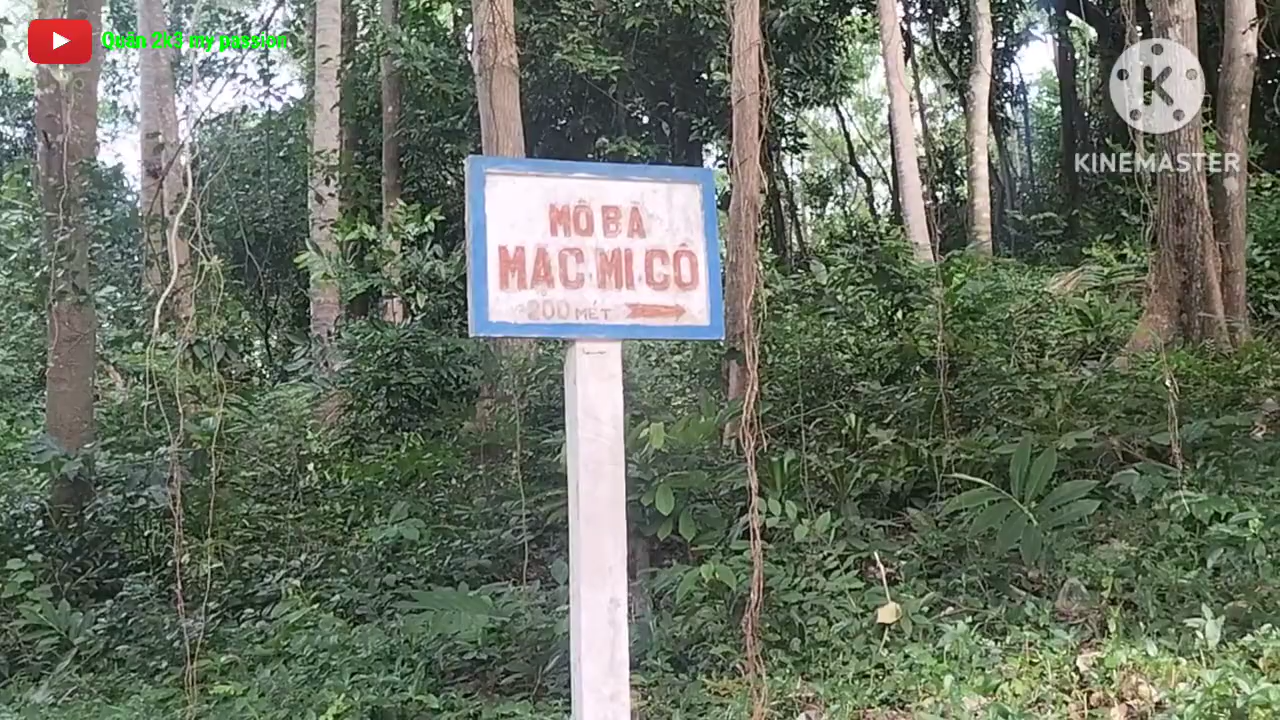 Quân 2k3 my passion
KINEMASTER
MỘ BÀ
MẠC.MI.CÔ
200 MÉT